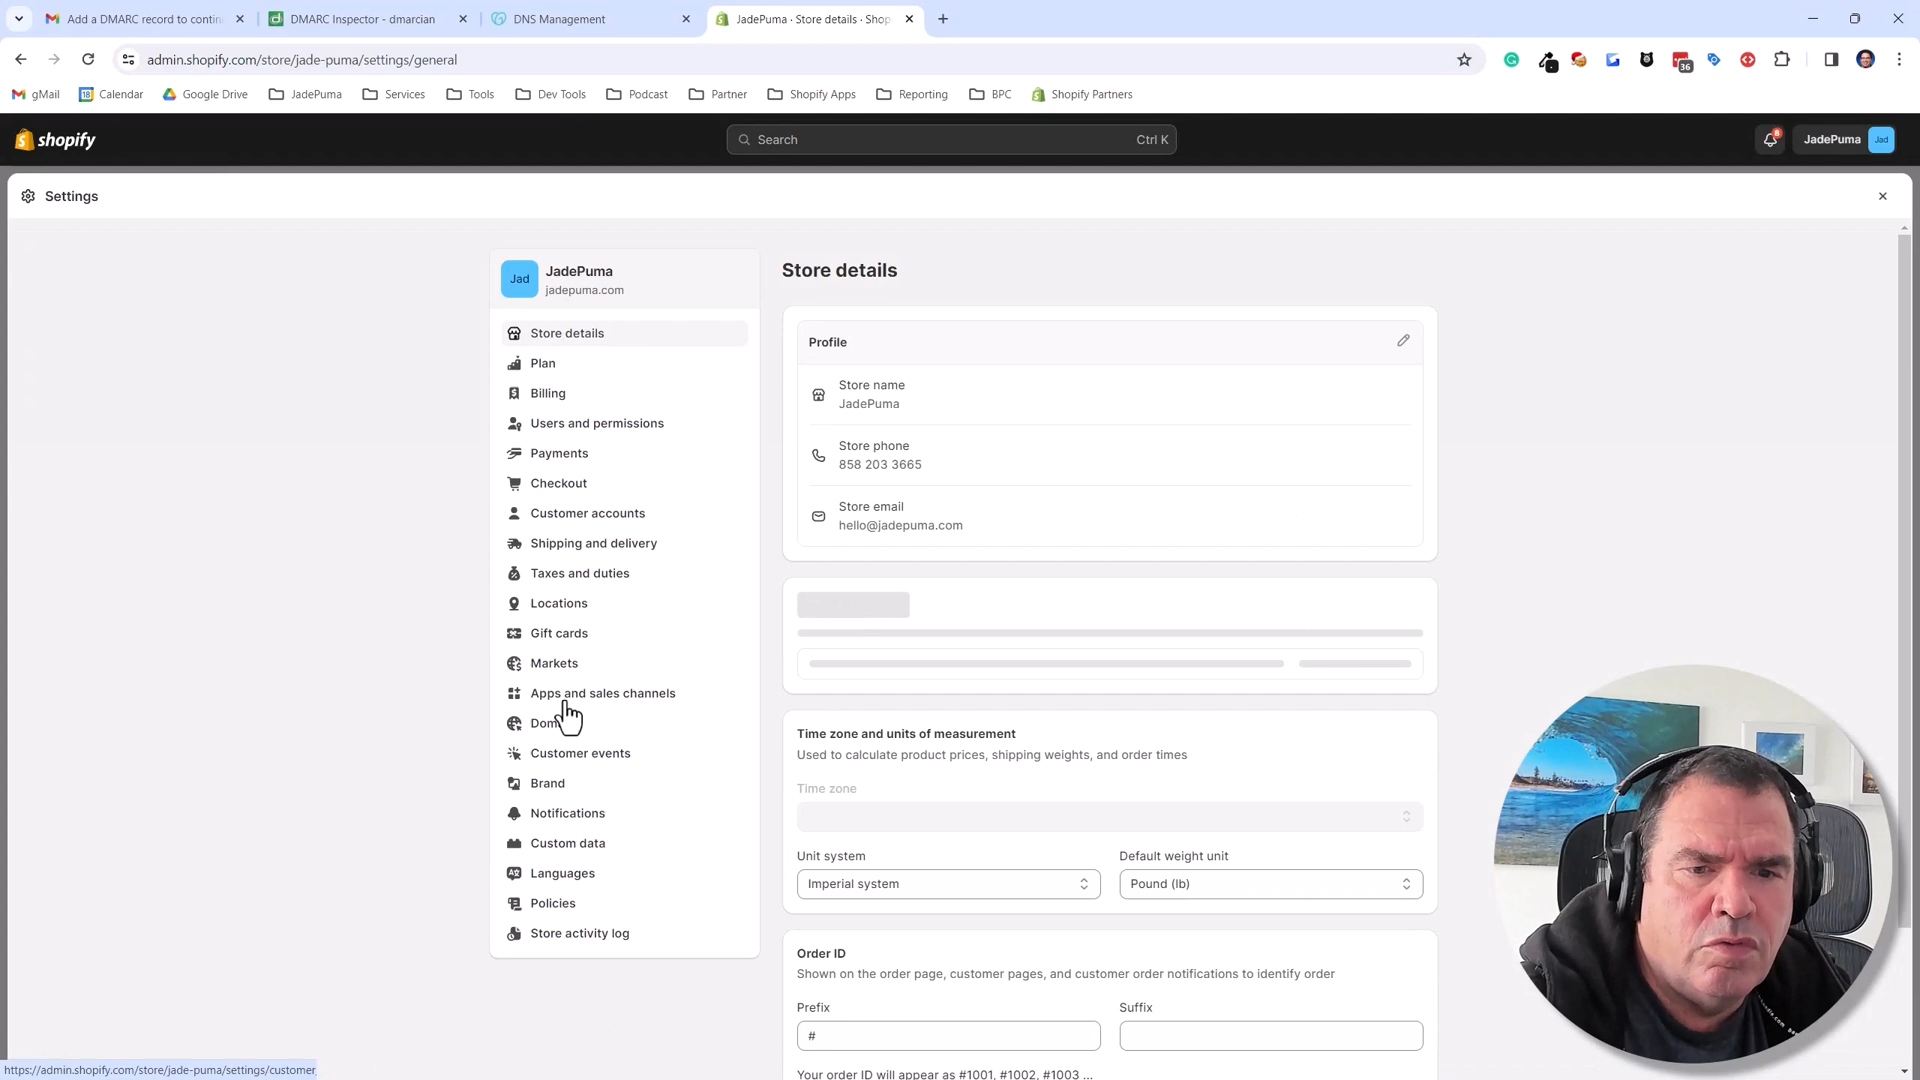 Add a DMARC record to contin
DMARC Inspector - dmarcian
DNS Management
JadePuma · Store details · Shop
admin.shopify.com/store/jade-puma/settings/general
36
gMail
Calendar
Google Drive
JadePuma
Services
Tools
Dev Tools
Podcast
Partner
Shopify Apps
Reporting
BPC
Shopify Partners
shopify
Search
Ctrl K
8
JadePuma
Jad
Settings
Jad
JadePuma
jadepuma.com
Store details
Plan
Billing
Users and permissions
Payments
Checkout
Customer accounts
Shipping and delivery
Taxes and duties
Locations
Gift cards
Markets
Apps and sales channels
Dom
Customer events
Brand
Notifications
Custom data
Languages
Policies
Store activity log
Store details
Profile
Store name
JadePuma
Store phone
858 203 3665
Store email
hello@jadepuma.com
Time zone and units of measurement
Used to calculate product prices, shipping weights, and order times
Time zone
Unit system
Default weight unit
Imperial system
Pound (lb)
Order ID
Shown on the order page, customer pages, and customer order notifications to identify order
Prefix
Suffix
#
Your order ID will appear as #1001, #1002, #1003 ...
https://admin.shopify.com/store/jade-puma/settings/customer